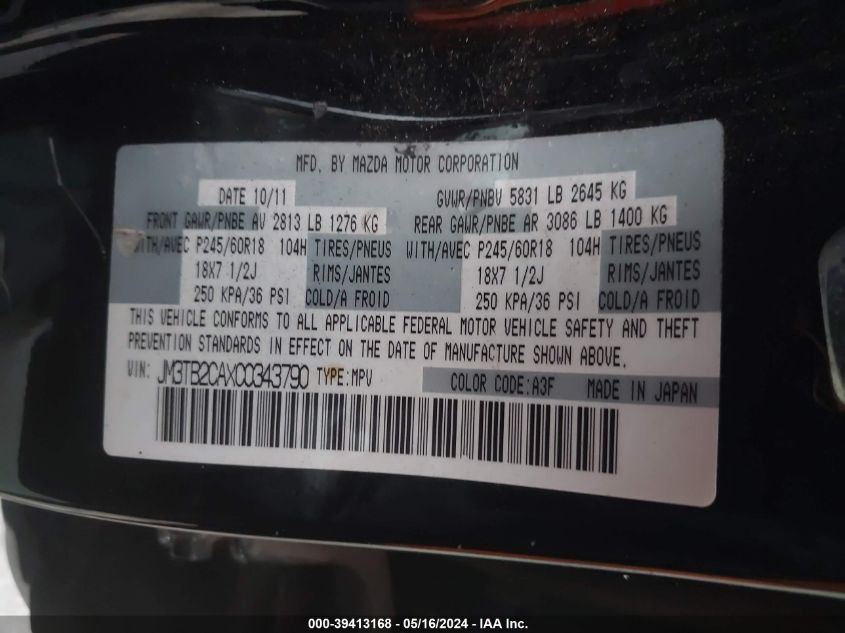 MFD. BY MAZDA MOTOR CORPORATION
DATE 10/11 GVWR/PNBV 5831 LB 2645 KG
FRONT GAWR/PNBE AV 2813 LB 1276 KG REAR GAWR/PNBE AR 3086 LB 1400 KG
WITH/AVEC P245/60R18 104H TIRES/PNEUS WITH/AVEC P245/60R18 104H TIRES/PNEUS
18X7 1/2J RIMS/JANTES 18X7 1/2J RIMS/JANTES
250 KPA/36 PSI COLD/A FROID 250 KPA/36 PSI COLD/A FROID
THIS VEHICLE CONFORMS TO ALL APPLICABLE FEDERAL MOTOR VEHICLE SAFETY AND THEFT
PREVENTION STANDARDS IN EFFECT ON THE DATE OF MANUFACTURE SHOWN ABOVE.
VIN: JM3TB2CAXC0343790 TYPE:MPV COLOR CODE:A3F MADE IN JAPAN
000-39413168 - 05/16/2024 - IAA Inc.